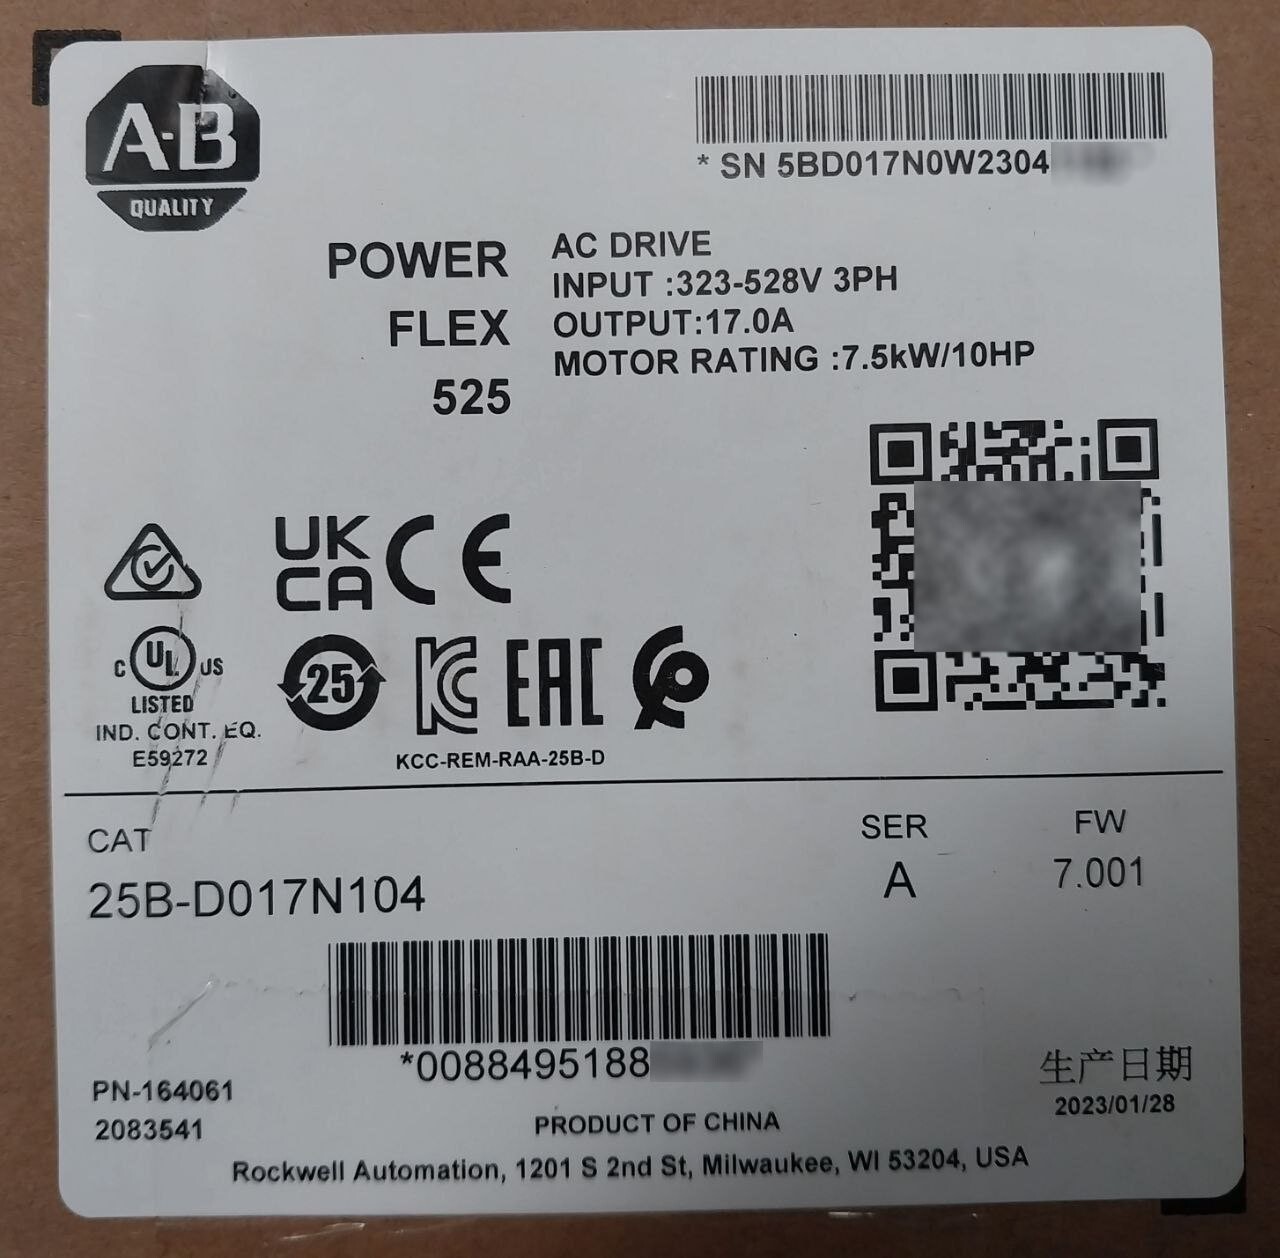 A-B
QUALITY
* SN 5BD017N0W2304
POWER
FLEX
525
AC DRIVE
INPUT :323-528V 3PH
OUTPUT:17.0A
MOTOR RATING :7.5kW/10HP
UK
CA
CE
C UL US
LISTED
IND. CONT. EQ.
E59272
25
KC
EAC
KCC-REM-RAA-25B-D
CAT
25B-D017N104
SER
A
FW
7.001
*0088495188
PN-164061
2083541
生产日期
2023/01/28
PRODUCT OF CHINA
Rockwell Automation, 1201 S 2nd St, Milwaukee, WI 53204, USA